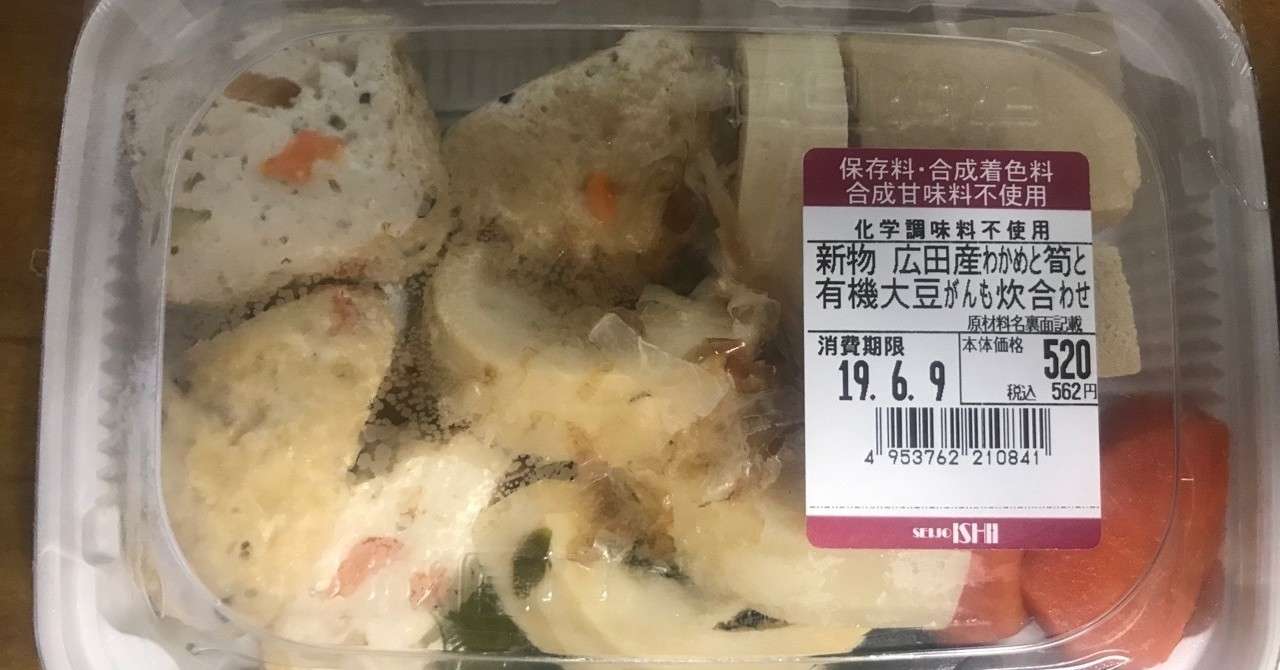 保存料・合成着色料
合成甘味料不使用
化学調味料不使用
新物 広田産わかめと筍と
有機大豆がんも炊合わせ
原材料名裏面記載
消費期限
19.6.9
本体価格
520
税込 562円
4 953762 210841
SEIJO ISHII